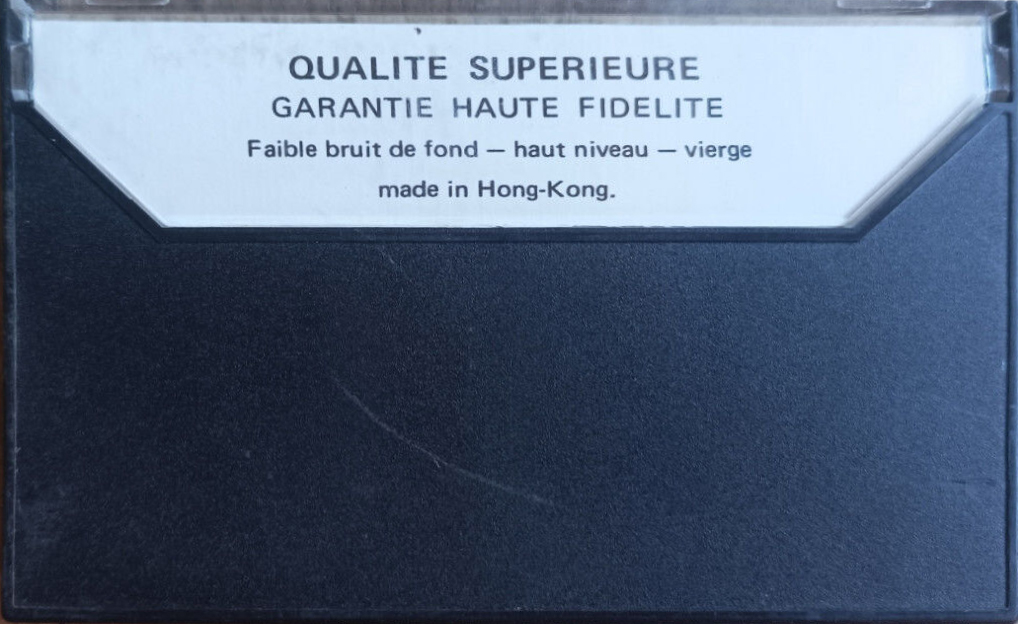 QUALITE SUPERIEURE
GARANTIE HAUTE FIDELITE
Faible bruit de fond — haut niveau — vierge
made in Hong-Kong.